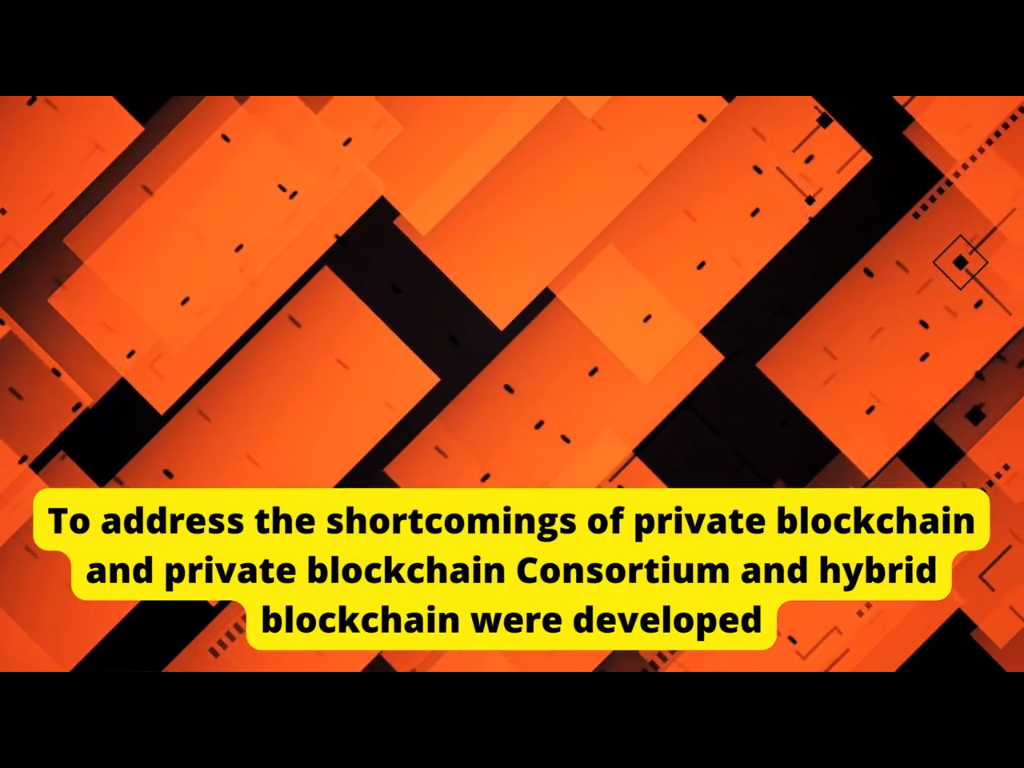 To address the shortcomings of private blockchain
and private blockchain Consortium and hybrid
blockchain were developed